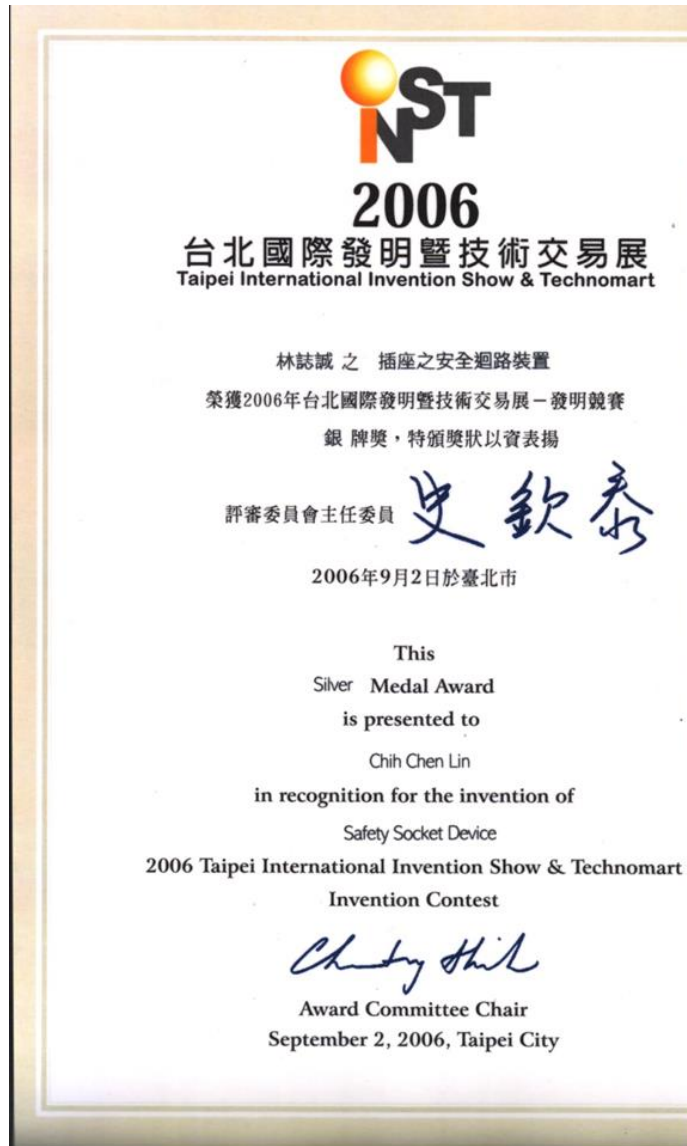 iNST
2006
台北國際發明暨技術交易展
Taipei International Invention Show & Technomart
林誌誠 之 插座之安全迴路裝置
榮獲2006年台北國際發明暨技術交易展－發明競賽
銀 牌獎，特頒獎狀以資表揚
評審委員會主任委員 史欽泰
2006年9月2日於臺北市
This
Silver Medal Award
is presented to
Chih Chen Lin
in recognition for the invention of
Safety Socket Device
2006 Taipei International Invention Show & Technomart
Invention Contest
Award Committee Chair
September 2, 2006, Taipei City